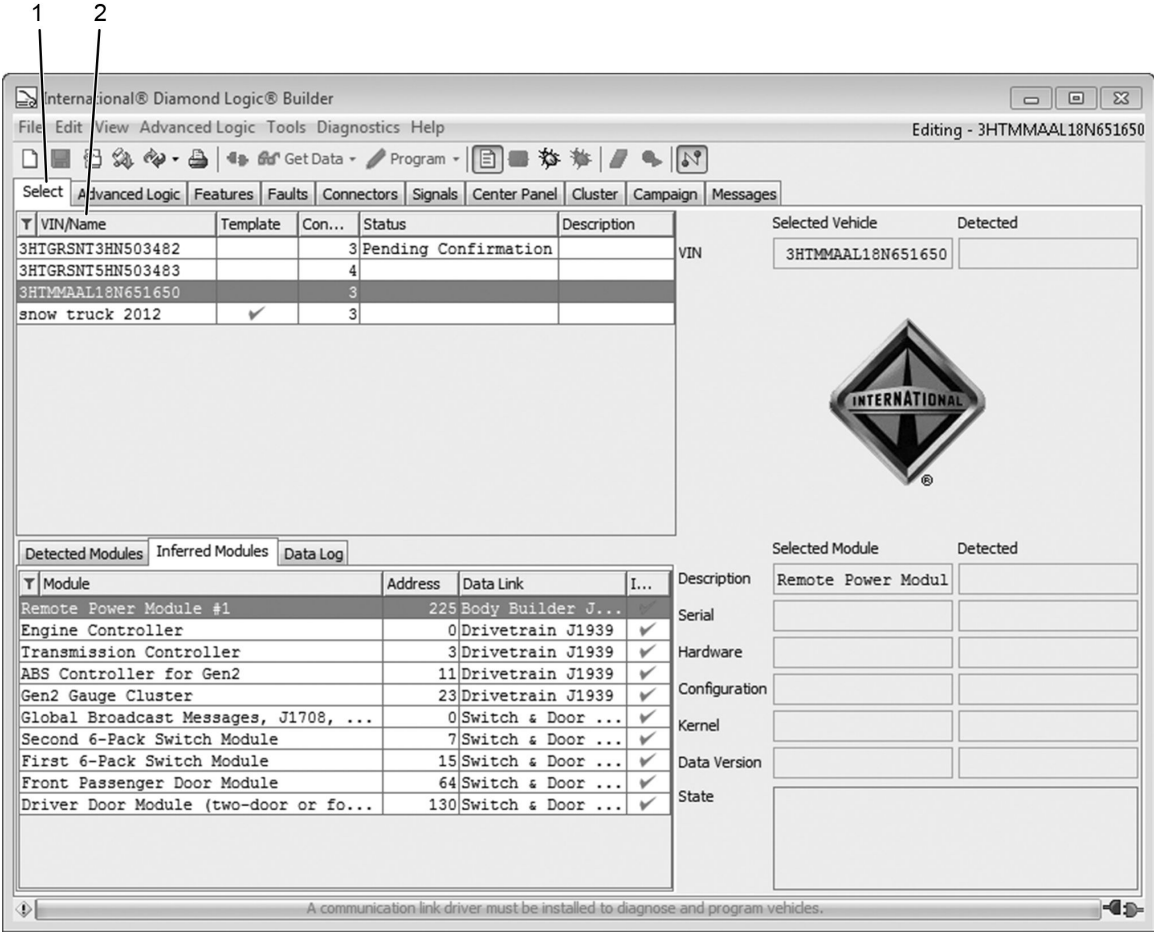 1 2
International® Diamond Logic® Builder
File Edit View Advanced Logic Tools Diagnostics Help Editing - 3HTMMAAL18N651650
Get Data Program
Select Advanced Logic Features Faults Connectors Signals Center Panel Cluster Campaign Messages
VIN/Name Template Con... Status Description
3HTGRSNT3HN503482 3 Pending Confirmation
3HTGRSNT5HN503483 4
3HTMMAAL18N651650 3
snow truck 2012 ✓ 3
Selected Vehicle Detected
VIN 3HTMMAAL18N651650
INTERNATIONAL
®
Detected Modules Inferred Modules Data Log
Module Address Data Link I...
Remote Power Module #1 225 Body Builder J... ✓
Engine Controller 0 Drivetrain J1939 ✓
Transmission Controller 3 Drivetrain J1939 ✓
ABS Controller for Gen2 11 Drivetrain J1939 ✓
Gen2 Gauge Cluster 23 Drivetrain J1939 ✓
Global Broadcast Messages, J1708, ... 0 Switch & Door ... ✓
Second 6-Pack Switch Module 7 Switch & Door ... ✓
First 6-Pack Switch Module 15 Switch & Door ... ✓
Front Passenger Door Module 64 Switch & Door ... ✓
Driver Door Module (two-door or fo... 130 Switch & Door ... ✓
Selected Module Detected
Description Remote Power Modul
Serial
Hardware
Configuration
Kernel
Data Version
State
A communication link driver must be installed to diagnose and program vehicles.